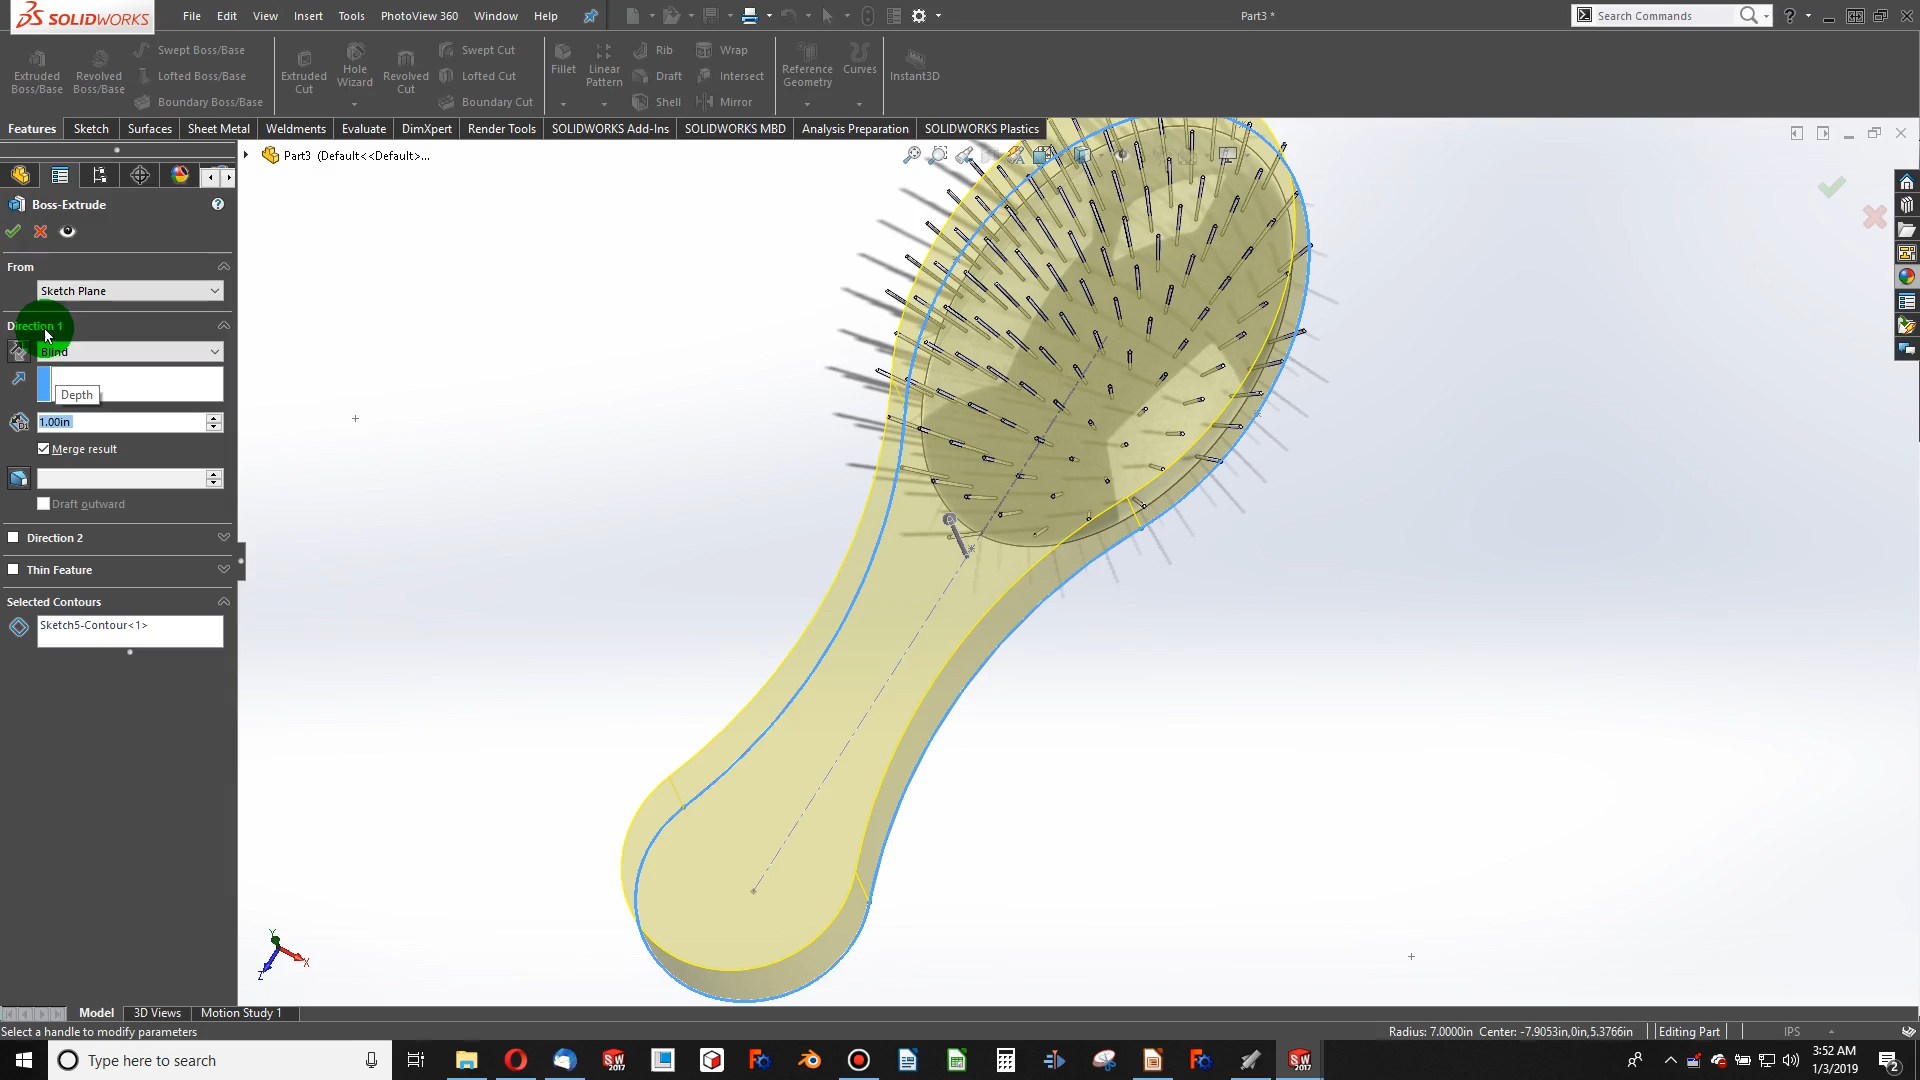 SOLIDWORKS File Edit View Insert Tools PhotoView 360 Window Help Part3 * Search Commands ?
Extruded Boss/Base
Revolved Boss/Base
Swept Boss/Base
Lofted Boss/Base
Boundary Boss/Base
Extruded Cut
Hole Wizard
Revolved Cut
Swept Cut
Lofted Cut
Boundary Cut
Fillet
Linear Pattern
Rib
Draft
Shell
Wrap
Intersect
Mirror
Reference Geometry
Curves
Instant3D
Features Sketch Surfaces Sheet Metal Weldments Evaluate DimXpert Render Tools SOLIDWORKS Add-Ins SOLIDWORKS MBD Analysis Preparation SOLIDWORKS Plastics
Part3 (Default<<Default>...
Boss-Extrude ?
From
Sketch Plane
Direction 1
Blind
Depth
1.00in
Merge result
Draft outward
Direction 2
Thin Feature
Selected Contours
Sketch5-Contour<1>
Y
X
Z
Model 3D Views Motion Study 1
Select a handle to modify parameters Radius: 7.0000in Center: -7.9053in,0in,5.3766in Editing Part IPS
Type here to search
SW 2017
SW 2017
3:52 AM
1/3/2019
2